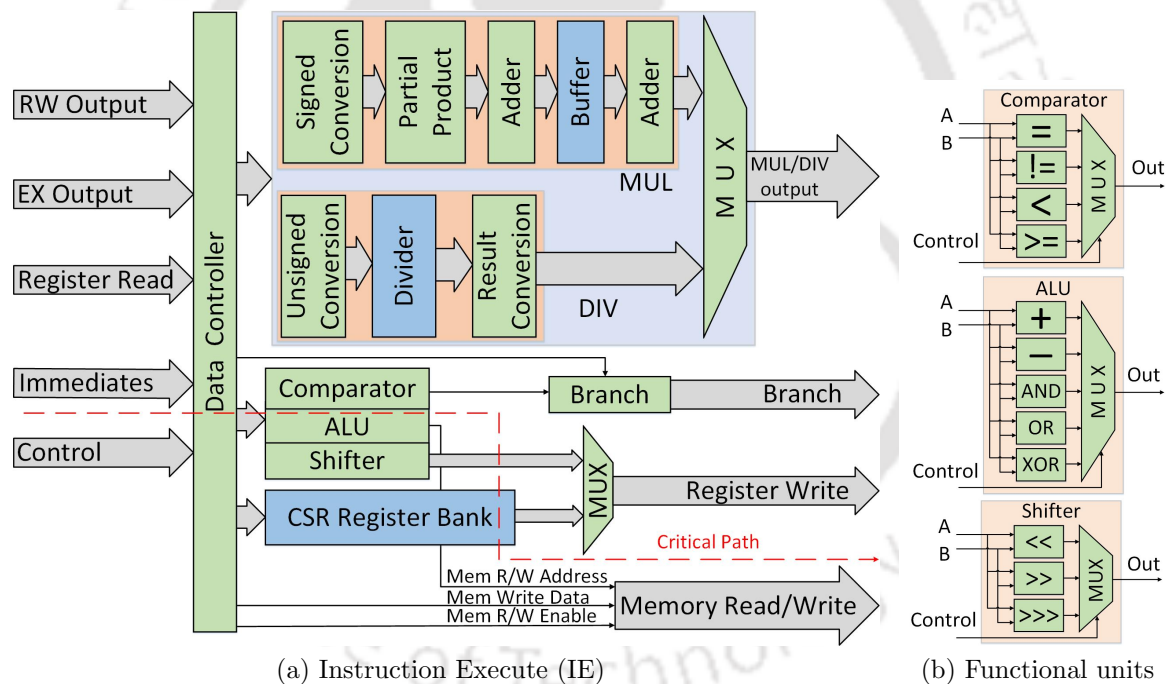 RW Output
EX Output
Register Read
Immediates
Control
Data Controller
Signed
Conversion
Partial
Product
Adder
Buffer
Adder
MUL
Unsigned
Conversion
Divider
Result
Conversion
DIV
MUX
MUL/DIV
output
Comparator
ALU
Shifter
Branch
Branch
CSR Register Bank
MUX
Register Write
Critical Path
Mem R/W Address
Mem Write Data
Mem R/W Enable
Memory Read/Write
(a) Instruction Execute (IE)
Comparator
A
B
=
!=
<
>=
MUX
Out
Control
ALU
A
B
+
−
AND
OR
XOR
MUX
Out
Control
Shifter
A
B
<<
>>
>>>
MUX
Out
Control
(b) Functional units